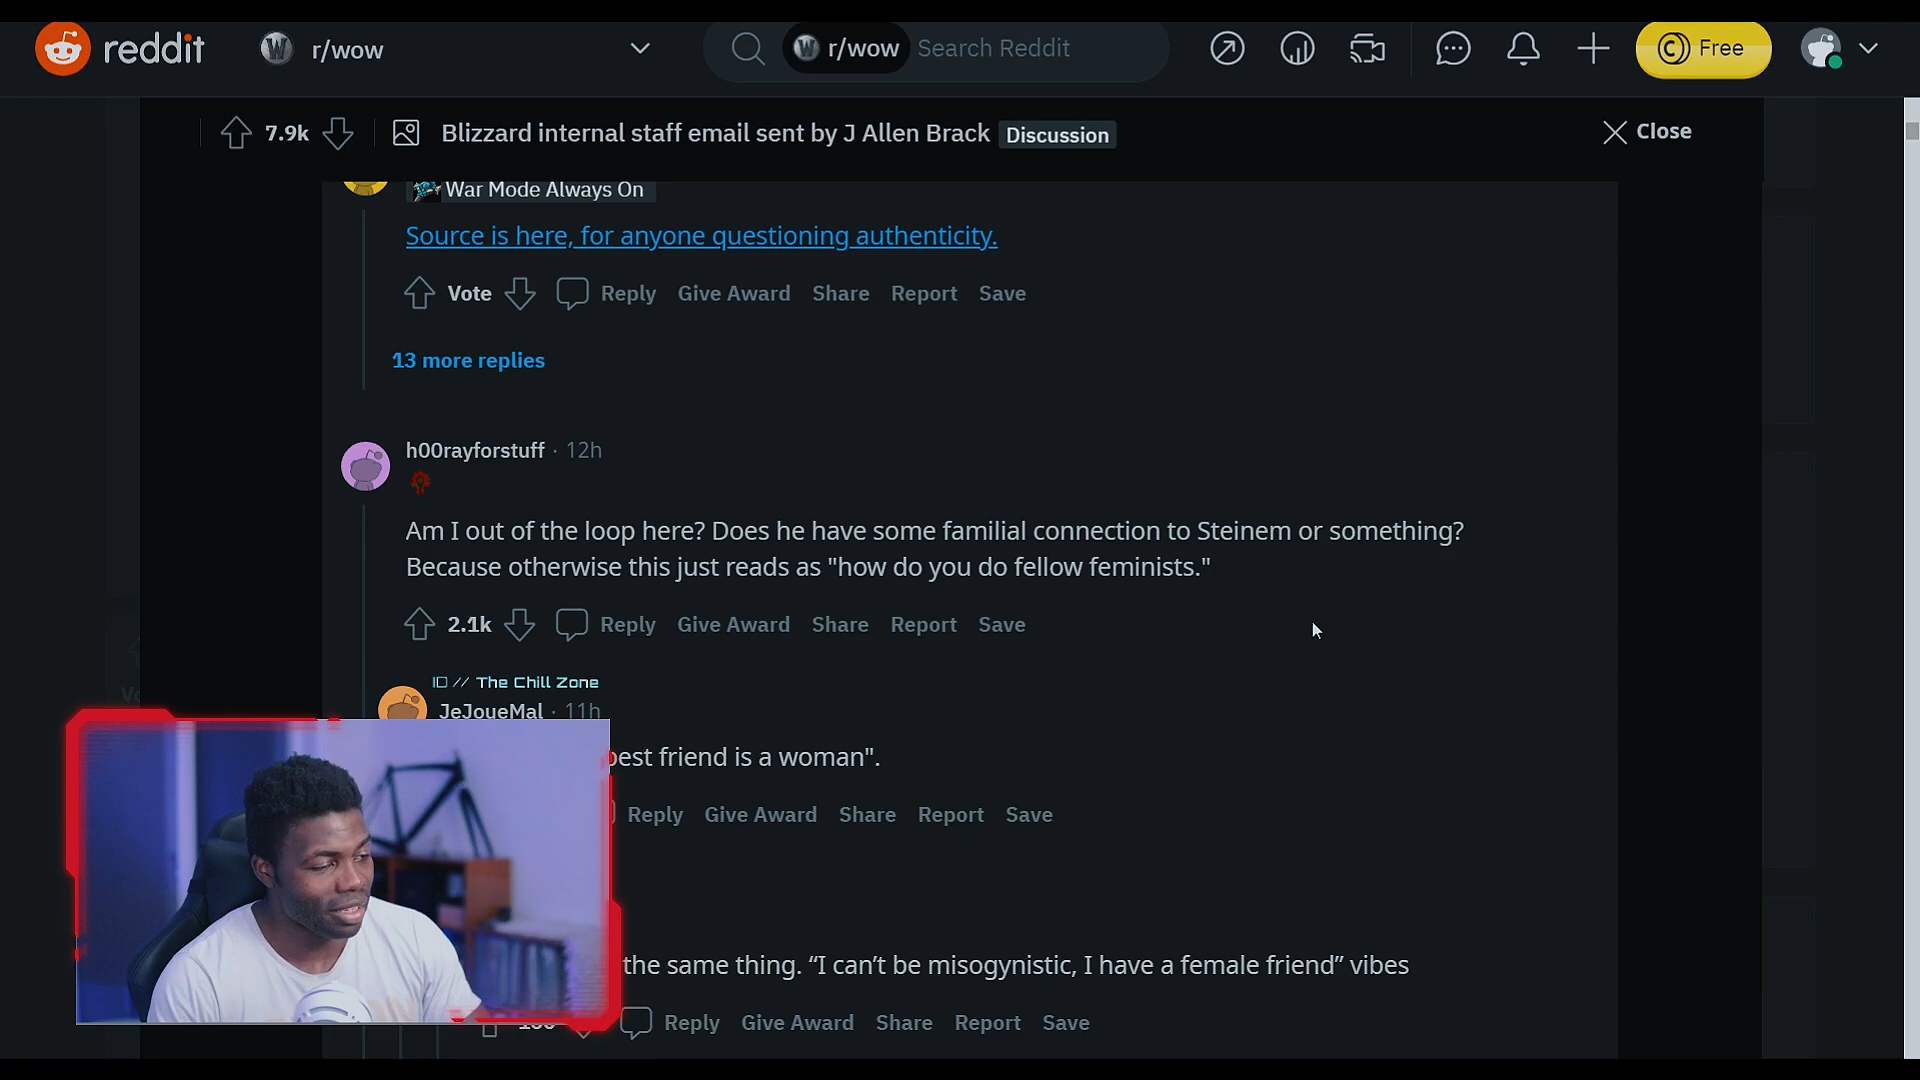 reddit
r/wow
r/wow Search Reddit
Free
7.9k
Blizzard internal staff email sent by J Allen Brack Discussion
Close
War Mode Always On
Source is here, for anyone questioning authenticity.
Vote Reply Give Award Share Report Save
13 more replies
h00rayforstuff · 12h
Am I out of the loop here? Does he have some familial connection to Steinem or something?
Because otherwise this just reads as "how do you do fellow feminists."
2.1k Reply Give Award Share Report Save
ID // The Chill Zone
JeJoueMal · 11h
best friend is a woman".
Reply Give Award Share Report Save
the same thing. “I can’t be misogynistic, I have a female friend” vibes
Reply Give Award Share Report Save